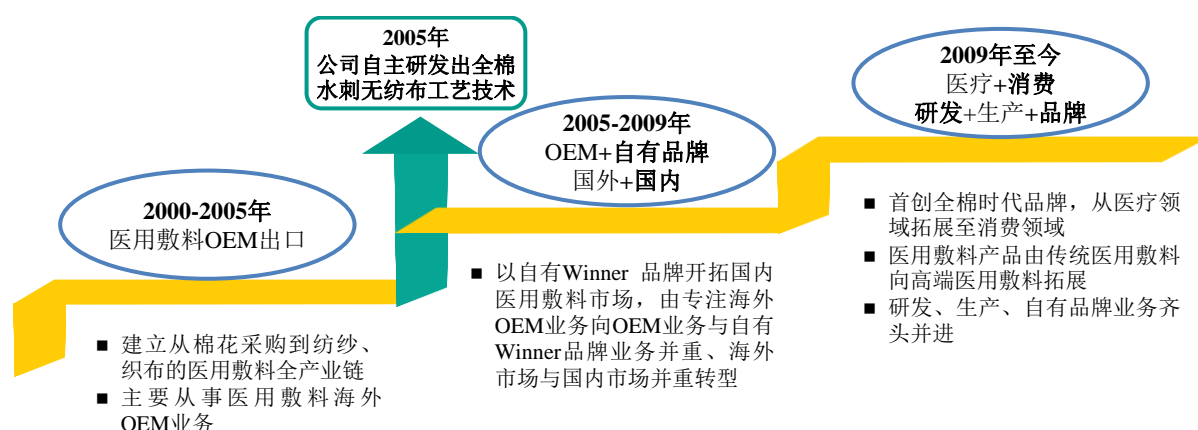 2005年
公司自主研发出全棉
水刺无纺布工艺技术
2009年至今
医疗+消费
研发+生产+品牌
2005-2009年
OEM+自有品牌
国外+国内
2000-2005年
医用敷料OEM出口
■ 建立从棉花采购到纺纱、
织布的医用敷料全产业链
■ 主要从事医用敷料海外
OEM业务
■ 以自有Winner 品牌开拓国内
医用敷料市场，由专注海外
OEM业务向OEM业务与自有
Winner品牌业务并重、海外
市场与国内市场并重转型
■ 首创全棉时代品牌，从医疗领
域拓展至消费领域
■ 医用敷料产品由传统医用敷料
向高端医用敷料拓展
■ 研发、生产、自有品牌业务齐
头并进